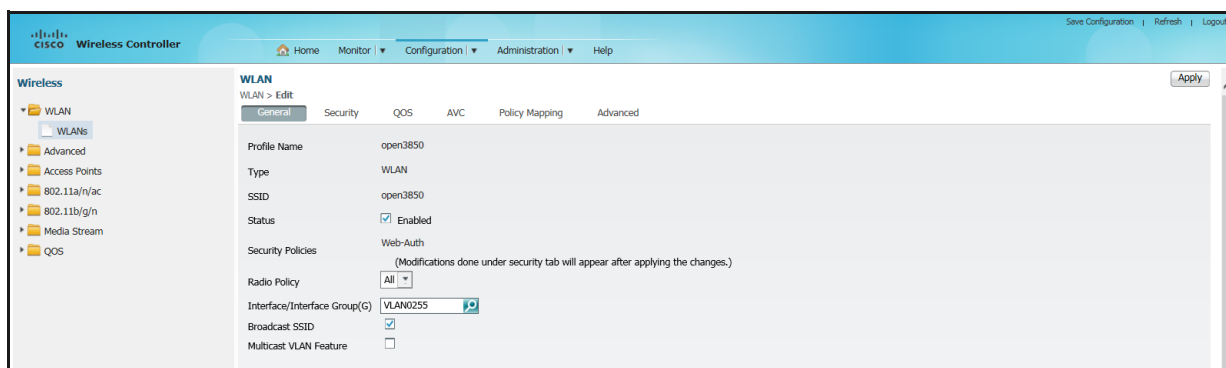 Save Configuration | Refresh | Logout
CISCO Wireless Controller
Home Monitor | Configuration | Administration | Help
Wireless
WLAN
WLANs
Advanced
Access Points
802.11a/n/ac
802.11b/g/n
Media Stream
QOS
WLAN
Apply
WLAN > Edit
General Security QOS AVC Policy Mapping Advanced
Profile Name open3850
Type WLAN
SSID open3850
Status Enabled
Security Policies Web-Auth
(Modifications done under security tab will appear after applying the changes.)
Radio Policy All
Interface/Interface Group(G) VLAN0255
Broadcast SSID
Multicast VLAN Feature